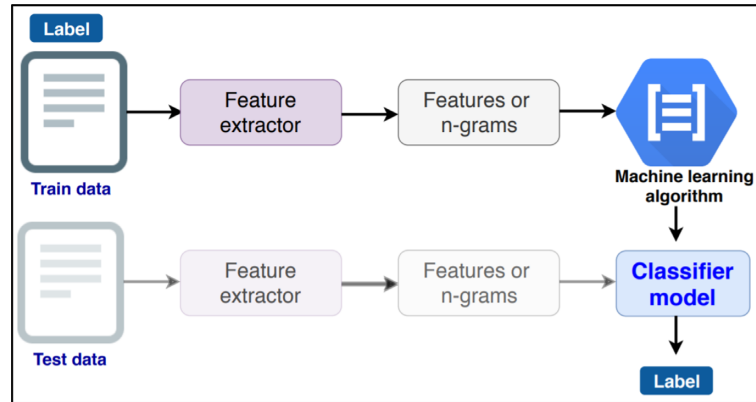 Label
Feature
extractor
Features or
n-grams
Train data
Machine learning
algorithm
Feature
extractor
Features or
n-grams
Classifier
model
Test data
Label